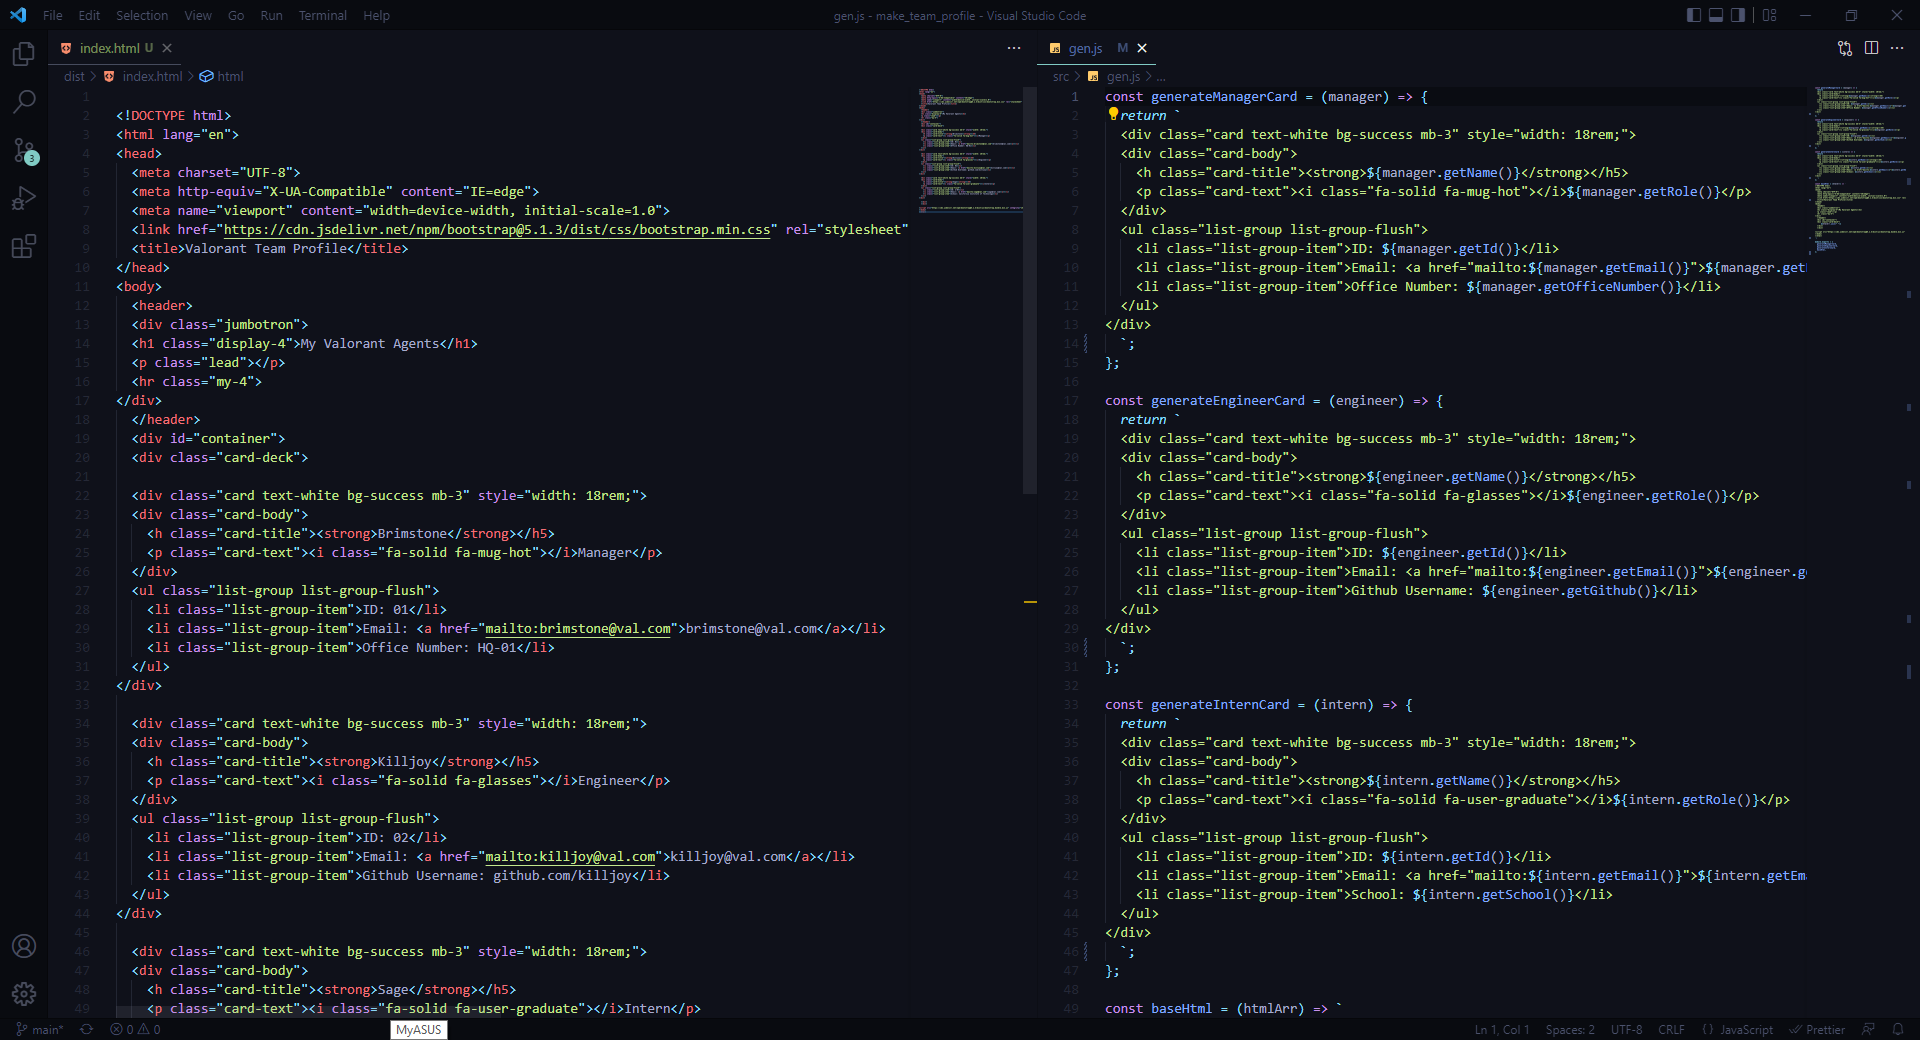 File Edit Selection View Go Run Terminal Help
gen.js - make_team_profile - Visual Studio Code
index.html U
dist > index.html > html
1
2 <!DOCTYPE html>
3 <html lang="en">
4 <head>
5 <meta charset="UTF-8">
6 <meta http-equiv="X-UA-Compatible" content="IE=edge">
7 <meta name="viewport" content="width=device-width, initial-scale=1.0">
8 <link href="https://cdn.jsdelivr.net/npm/bootstrap@5.1.3/dist/css/bootstrap.min.css" rel="stylesheet"
9 <title>Valorant Team Profile</title>
10 </head>
11 <body>
12 <header>
13 <div class="jumbotron">
14 <h1 class="display-4">My Valorant Agents</h1>
15 <p class="lead"></p>
16 <hr class="my-4">
17 </div>
18 </header>
19 <div id="container">
20 <div class="card-deck">
21
22 <div class="card text-white bg-success mb-3" style="width: 18rem;">
23 <div class="card-body">
24 <h class="card-title"><strong>Brimstone</strong></h5>
25 <p class="card-text"><i class="fa-solid fa-mug-hot"></i>Manager</p>
26 </div>
27 <ul class="list-group list-group-flush">
28 <li class="list-group-item">ID: 01</li>
29 <li class="list-group-item">Email: <a href="mailto:brimstone@val.com">brimstone@val.com</a></li>
30 <li class="list-group-item">Office Number: HQ-01</li>
31 </ul>
32 </div>
33
34 <div class="card text-white bg-success mb-3" style="width: 18rem;">
35 <div class="card-body">
36 <h class="card-title"><strong>Killjoy</strong></h5>
37 <p class="card-text"><i class="fa-solid fa-glasses"></i>Engineer</p>
38 </div>
39 <ul class="list-group list-group-flush">
40 <li class="list-group-item">ID: 02</li>
41 <li class="list-group-item">Email: <a href="mailto:killjoy@val.com">killjoy@val.com</a></li>
42 <li class="list-group-item">Github Username: github.com/killjoy</li>
43 </ul>
44 </div>
45
46 <div class="card text-white bg-success mb-3" style="width: 18rem;">
47 <div class="card-body">
48 <h class="card-title"><strong>Sage</strong></h5>
49 <p class="card-text"><i class="fa-solid fa-user-graduate"></i>Intern</p>
JS gen.js M
src > JS gen.js > ...
1 const generateManagerCard = (manager) => {
2 return `
3 <div class="card text-white bg-success mb-3" style="width: 18rem;">
4 <div class="card-body">
5 <h class="card-title"><strong>${manager.getName()}</strong></h5>
6 <p class="card-text"><i class="fa-solid fa-mug-hot"></i>${manager.getRole()}</p>
7 </div>
8 <ul class="list-group list-group-flush">
9 <li class="list-group-item">ID: ${manager.getId()}</li>
10 <li class="list-group-item">Email: <a href="mailto:${manager.getEmail()}">${manager.get
11 <li class="list-group-item">Office Number: ${manager.getOfficeNumber()}</li>
12 </ul>
13 </div>
14 `;
15 };
16
17 const generateEngineerCard = (engineer) => {
18 return `
19 <div class="card text-white bg-success mb-3" style="width: 18rem;">
20 <div class="card-body">
21 <h class="card-title"><strong>${engineer.getName()}</strong></h5>
22 <p class="card-text"><i class="fa-solid fa-glasses"></i>${engineer.getRole()}</p>
23 </div>
24 <ul class="list-group list-group-flush">
25 <li class="list-group-item">ID: ${engineer.getId()}</li>
26 <li class="list-group-item">Email: <a href="mailto:${engineer.getEmail()}">${engineer.g
27 <li class="list-group-item">Github Username: ${engineer.getGithub()}</li>
28 </ul>
29 </div>
30 `;
31 };
32
33 const generateInternCard = (intern) => {
34 return `
35 <div class="card text-white bg-success mb-3" style="width: 18rem;">
36 <div class="card-body">
37 <h class="card-title"><strong>${intern.getName()}</strong></h5>
38 <p class="card-text"><i class="fa-solid fa-user-graduate"></i>${intern.getRole()}</p>
39 </div>
40 <ul class="list-group list-group-flush">
41 <li class="list-group-item">ID: ${intern.getId()}</li>
42 <li class="list-group-item">Email: <a href="mailto:${intern.getEmail()}">${intern.getEm
43 <li class="list-group-item">School: ${intern.getSchool()}</li>
44 </ul>
45 </div>
46 `;
47 };
48
49 const baseHtml = (htmlArr) => `
3
main* 0 0
MyASUS
Ln 1, Col 1 Spaces: 2 UTF-8 CRLF { } JavaScript Prettier